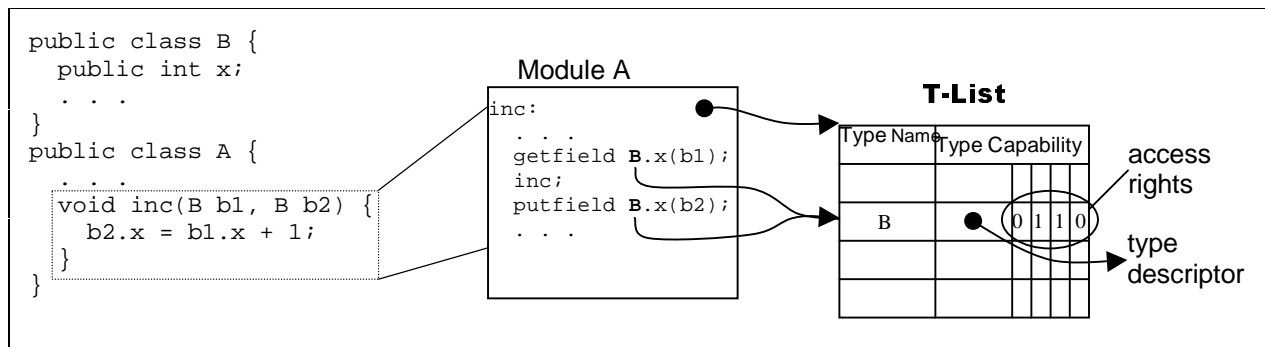 public class B {
public int x;
. . .
}
public class A {
. . .
void inc(B b1, B b2) {
b2.x = b1.x + 1;
}
}
Module A
inc:
. . .
getfield B.x(b1);
inc;
putfield B.x(b2);
. . .
T-List
Type Name
Type Capability
B
0 1 1 0
access
rights
type
descriptor